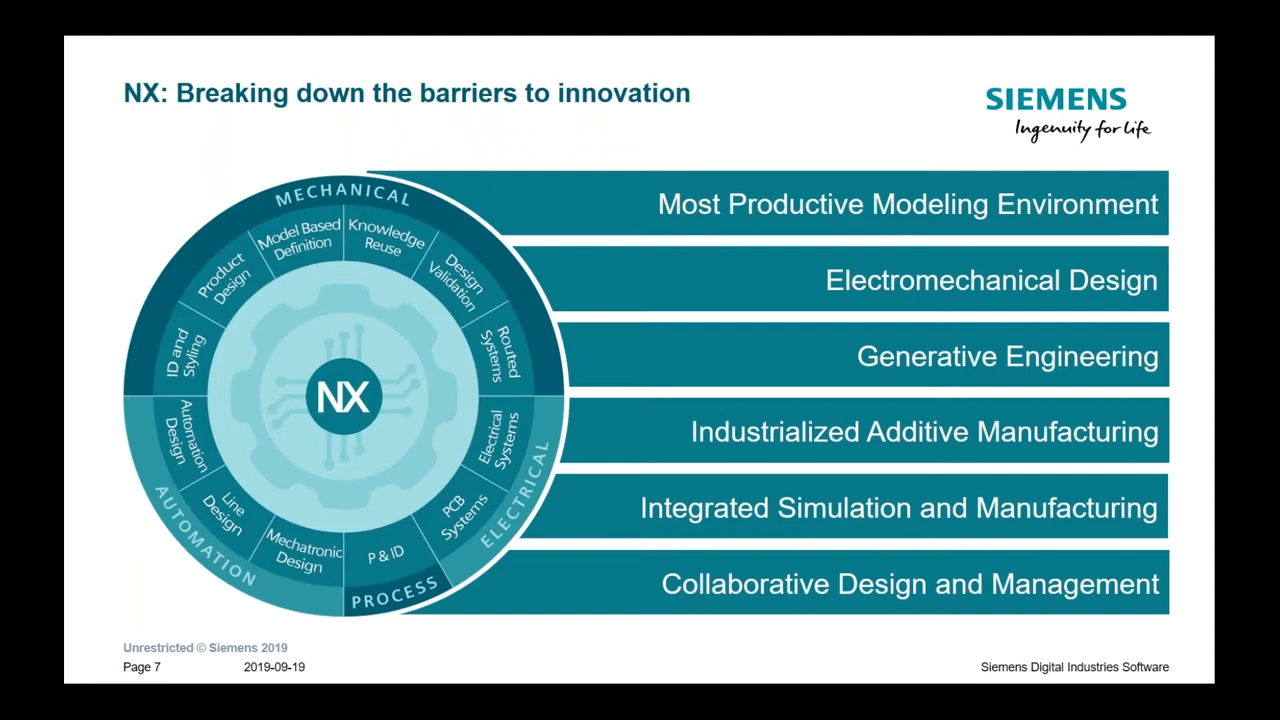 NX: Breaking down the barriers to innovation
SIEMENS
Ingenuity for life
MECHANICAL
Model Based
Definition
Knowledge
Reuse
Product
Design
Design
Validation
ID and
Styling
Routed
Systems
NX
Automation
Design
Electrical
Systems
Line
Design
PCB
Systems
Mechatronic
Design
P & ID
AUTOMATION
PROCESS
ELECTRICAL
Most Productive Modeling Environment
Electromechanical Design
Generative Engineering
Industrialized Additive Manufacturing
Integrated Simulation and Manufacturing
Collaborative Design and Management
Unrestricted © Siemens 2019
Page 7 2019-09-19 Siemens Digital Industries Software